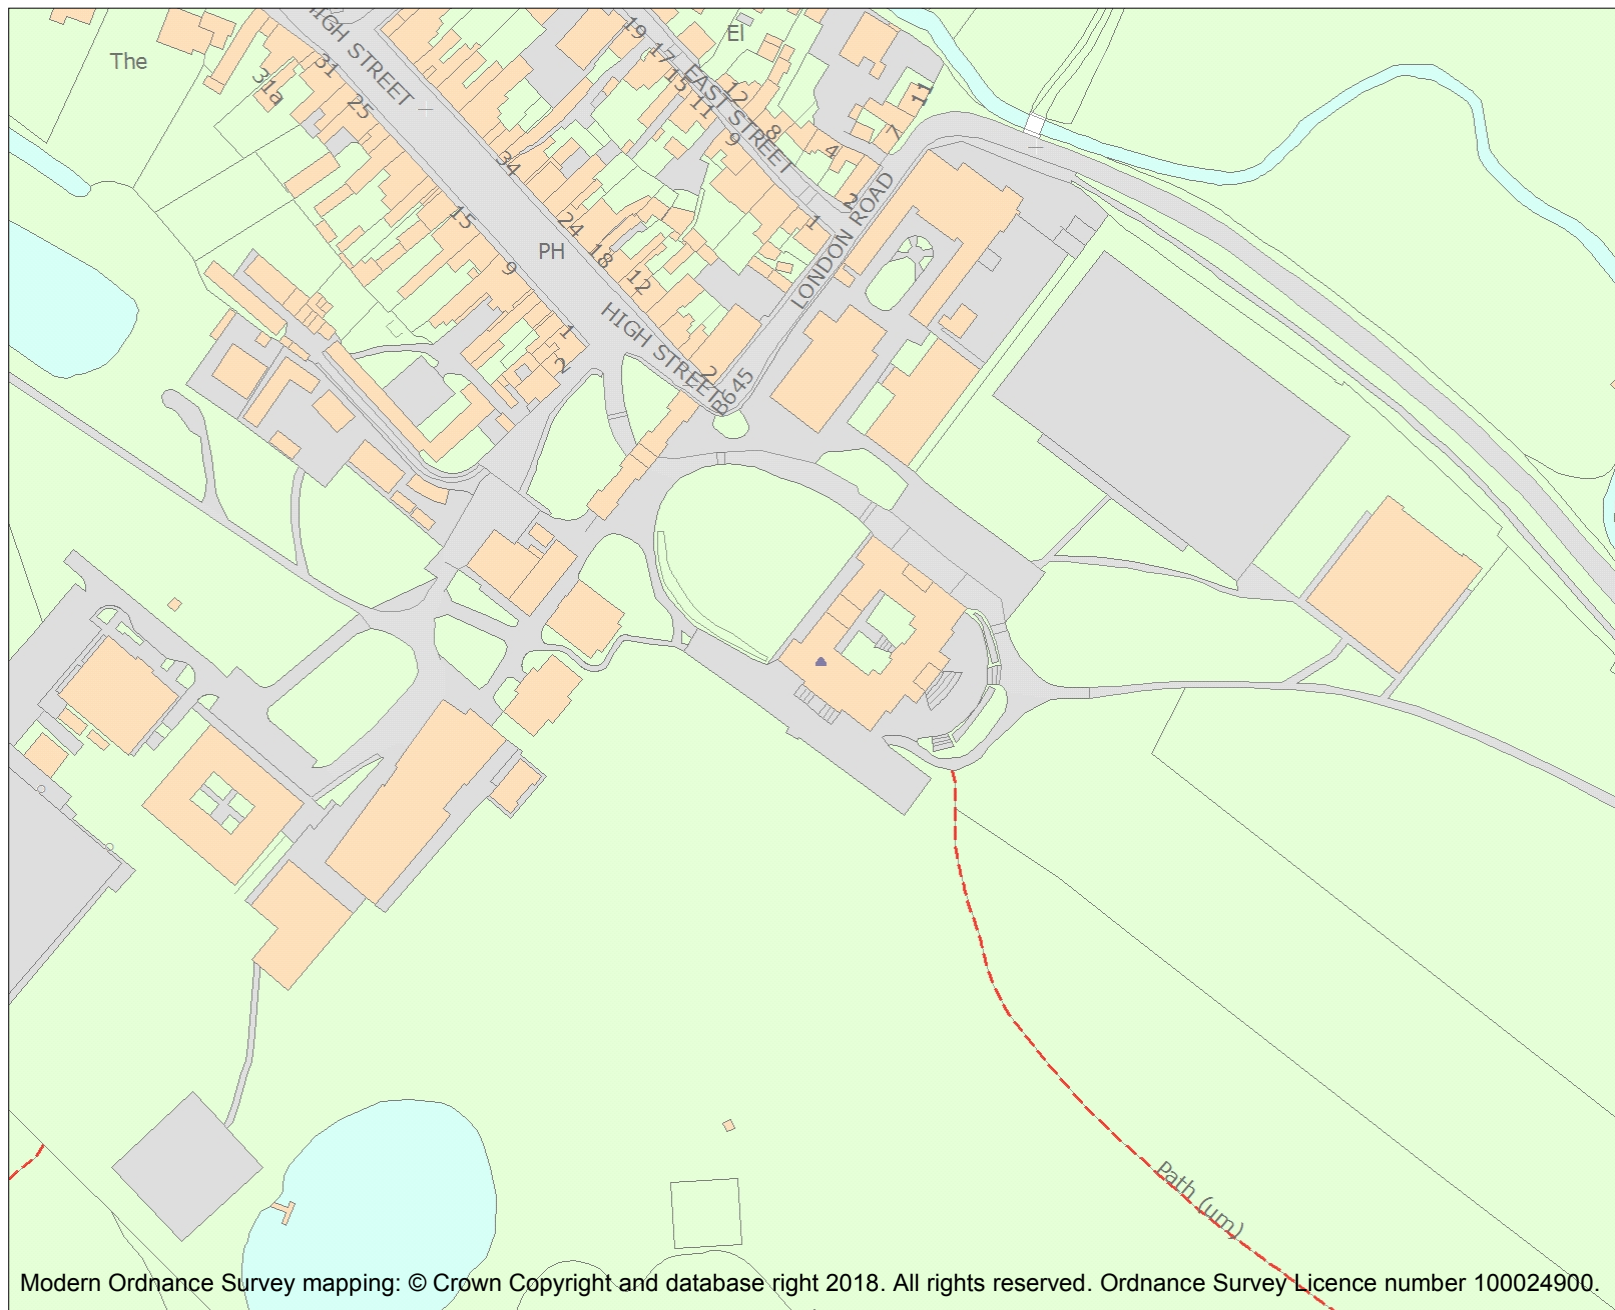 HIGH STREET
The
31a
31
25
19
17
15
11
9
El
EAST STREET
12
8
4
2
1
7
11
34
24
18
12
PH
15
9
1
2
HIGH STREET
2
B645
LONDON ROAD
Path (um)
Modern Ordnance Survey mapping: © Crown Copyright and database right 2018. All rights reserved. Ordnance Survey Licence number 100024900.